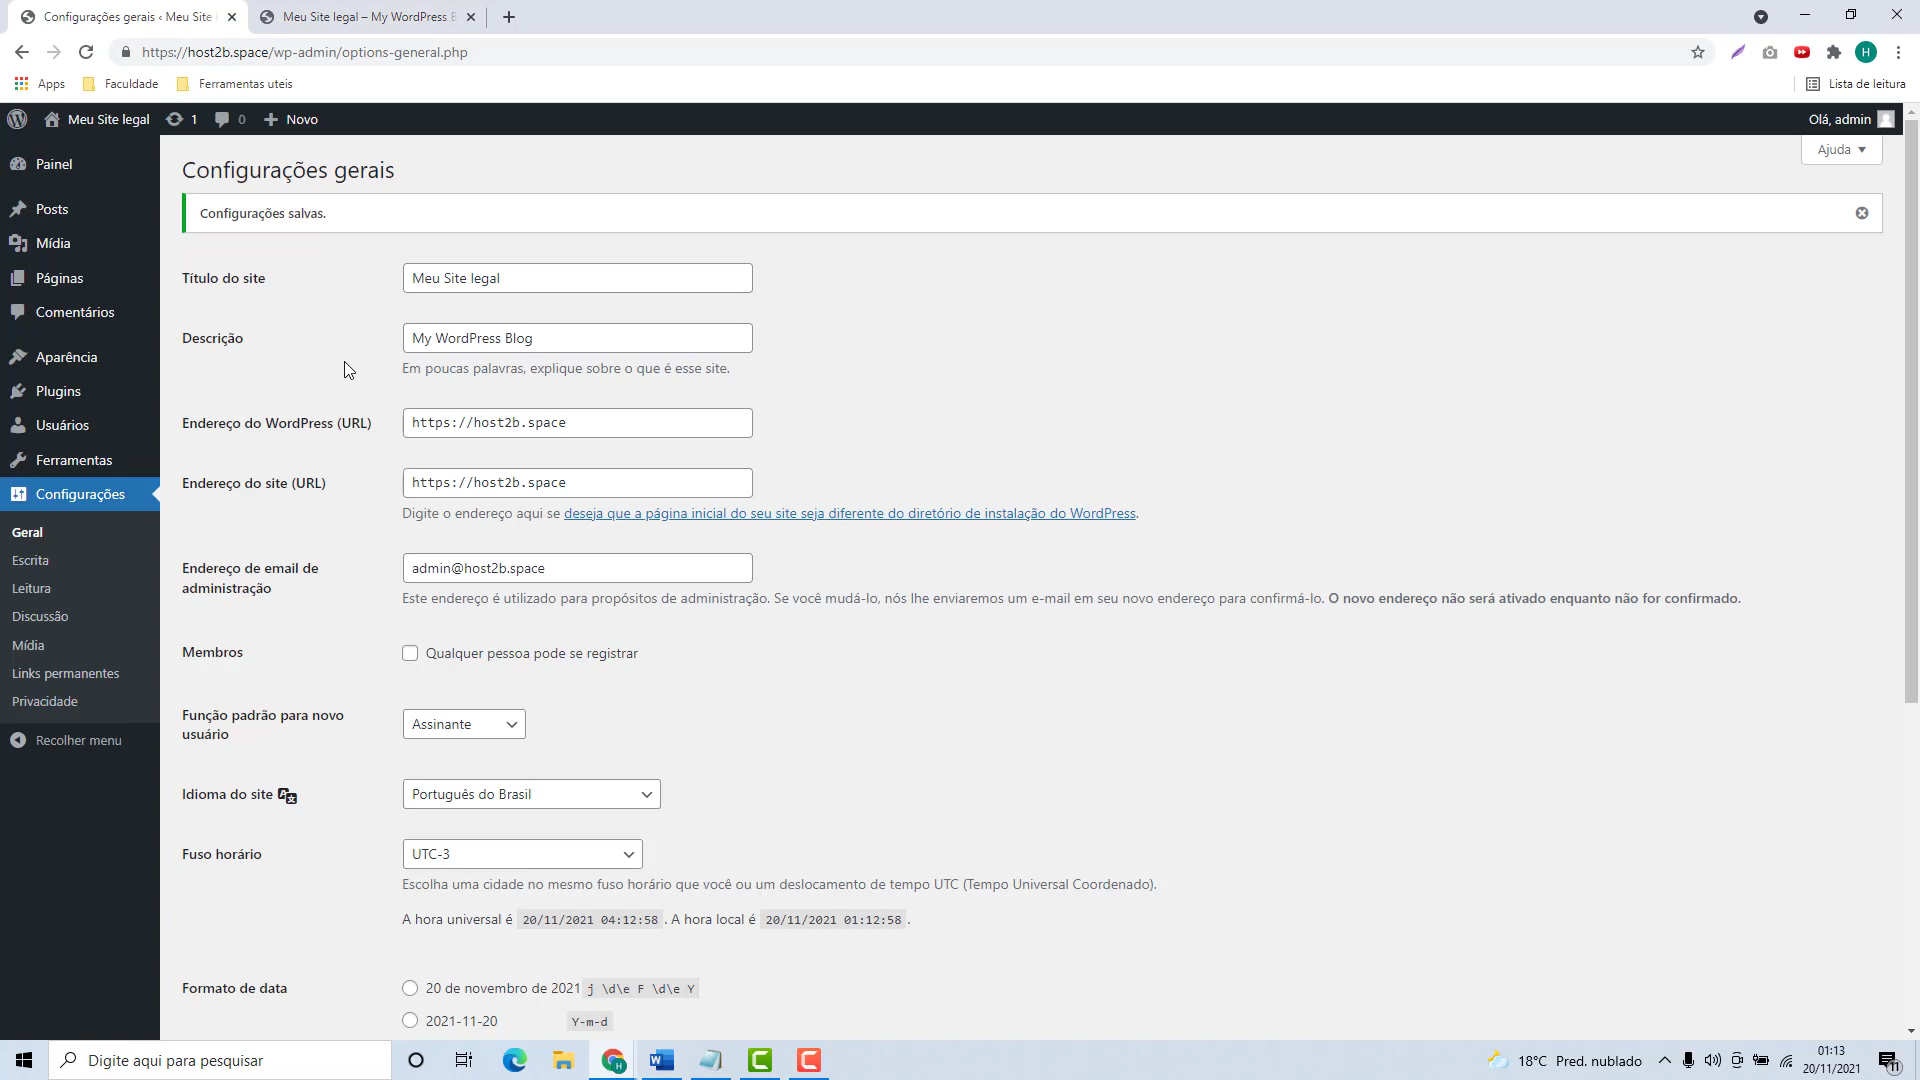 Configurações gerais ‹ Meu Site l
Meu Site legal – My WordPress B
https://host2b.space/wp-admin/options-general.php
H
Apps
Faculdade
Ferramentas uteis
Lista de leitura
Meu Site legal
1
0
Novo
Olá, admin
Ajuda
Painel
Posts
Mídia
Páginas
Comentários
Aparência
Plugins
Usuários
Ferramentas
Configurações
Geral
Escrita
Leitura
Discussão
Mídia
Links permanentes
Privacidade
Recolher menu
Configurações gerais
Configurações salvas.
Título do site
Meu Site legal
Descrição
My WordPress Blog
Em poucas palavras, explique sobre o que é esse site.
Endereço do WordPress (URL)
https://host2b.space
Endereço do site (URL)
https://host2b.space
Digite o endereço aqui se deseja que a página inicial do seu site seja diferente do diretório de instalação do WordPress.
Endereço de email de
administração
admin@host2b.space
Este endereço é utilizado para propósitos de administração. Se você mudá-lo, nós lhe enviaremos um e-mail em seu novo endereço para confirmá-lo. O novo endereço não será ativado enquanto não for confirmado.
Membros
Qualquer pessoa pode se registrar
Função padrão para novo
usuário
Assinante
Idioma do site
Português do Brasil
Fuso horário
UTC-3
Escolha uma cidade no mesmo fuso horário que você ou um deslocamento de tempo UTC (Tempo Universal Coordenado).
A hora universal é 20/11/2021 04:12:58 . A hora local é 20/11/2021 01:12:58 .
Formato de data
20 de novembro de 2021 j \d\e F \d\e Y
2021-11-20 Y-m-d
Digite aqui para pesquisar
18°C Pred. nublado
01:13
20/11/2021
11